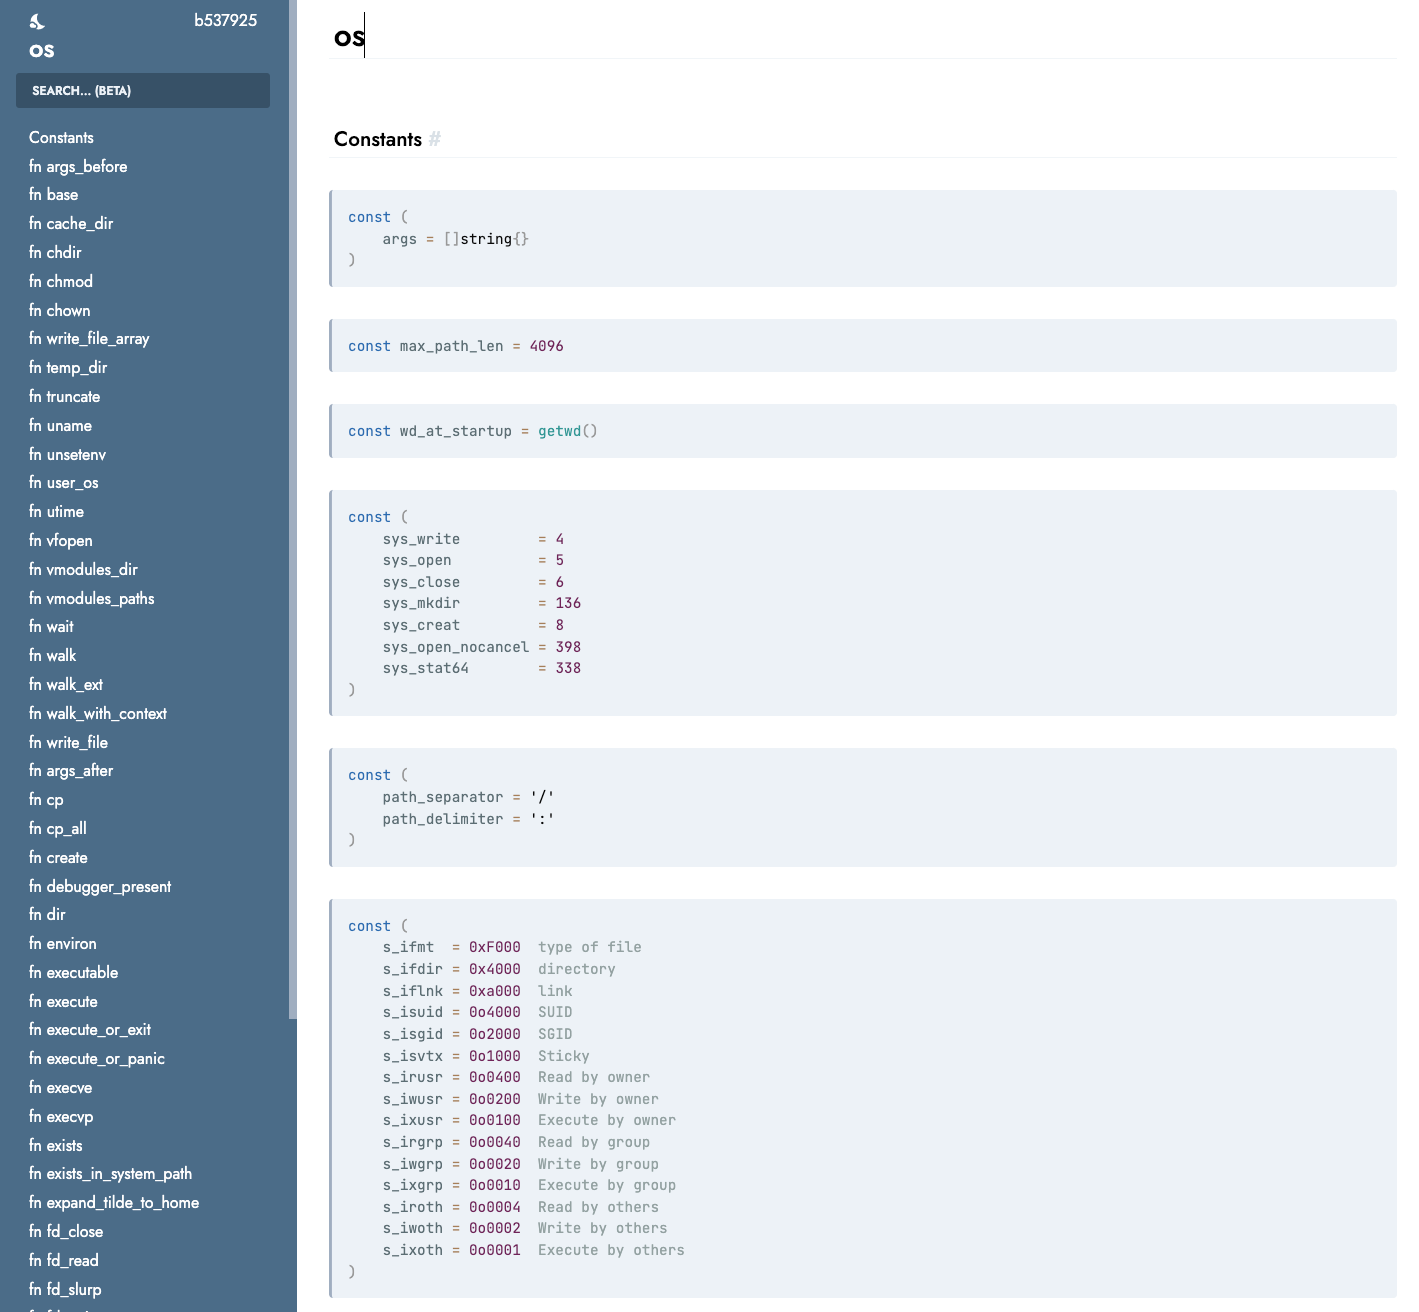 b537925
os
SEARCH... (BETA)
Constants
fn args_before
fn base
fn cache_dir
fn chdir
fn chmod
fn chown
fn write_file_array
fn temp_dir
fn truncate
fn uname
fn unsetenv
fn user_os
fn utime
fn vfopen
fn vmodules_dir
fn vmodules_paths
fn wait
fn walk
fn walk_ext
fn walk_with_context
fn write_file
fn args_after
fn cp
fn cp_all
fn create
fn debugger_present
fn dir
fn environ
fn executable
fn execute
fn execute_or_exit
fn execute_or_panic
fn execve
fn execvp
fn exists
fn exists_in_system_path
fn expand_tilde_to_home
fn fd_close
fn fd_read
fn fd_slurp
os
Constants #
const (
    args = []string{}
)
const max_path_len = 4096
const wd_at_startup = getwd()
const (
    sys_write         = 4
    sys_open          = 5
    sys_close         = 6
    sys_mkdir         = 136
    sys_creat         = 8
    sys_open_nocancel = 398
    sys_stat64        = 338
)
const (
    path_separator = '/'
    path_delimiter = ':'
)
const (
    s_ifmt  = 0xF000  type of file
    s_ifdir = 0x4000  directory
    s_iflnk = 0xa000  link
    s_isuid = 0o4000  SUID
    s_isgid = 0o2000  SGID
    s_isvtx = 0o1000  Sticky
    s_irusr = 0o0400  Read by owner
    s_iwusr = 0o0200  Write by owner
    s_ixusr = 0o0100  Execute by owner
    s_irgrp = 0o0040  Read by group
    s_iwgrp = 0o0020  Write by group
    s_ixgrp = 0o0010  Execute by group
    s_iroth = 0o0004  Read by others
    s_iwoth = 0o0002  Write by others
    s_ixoth = 0o0001  Execute by others
)